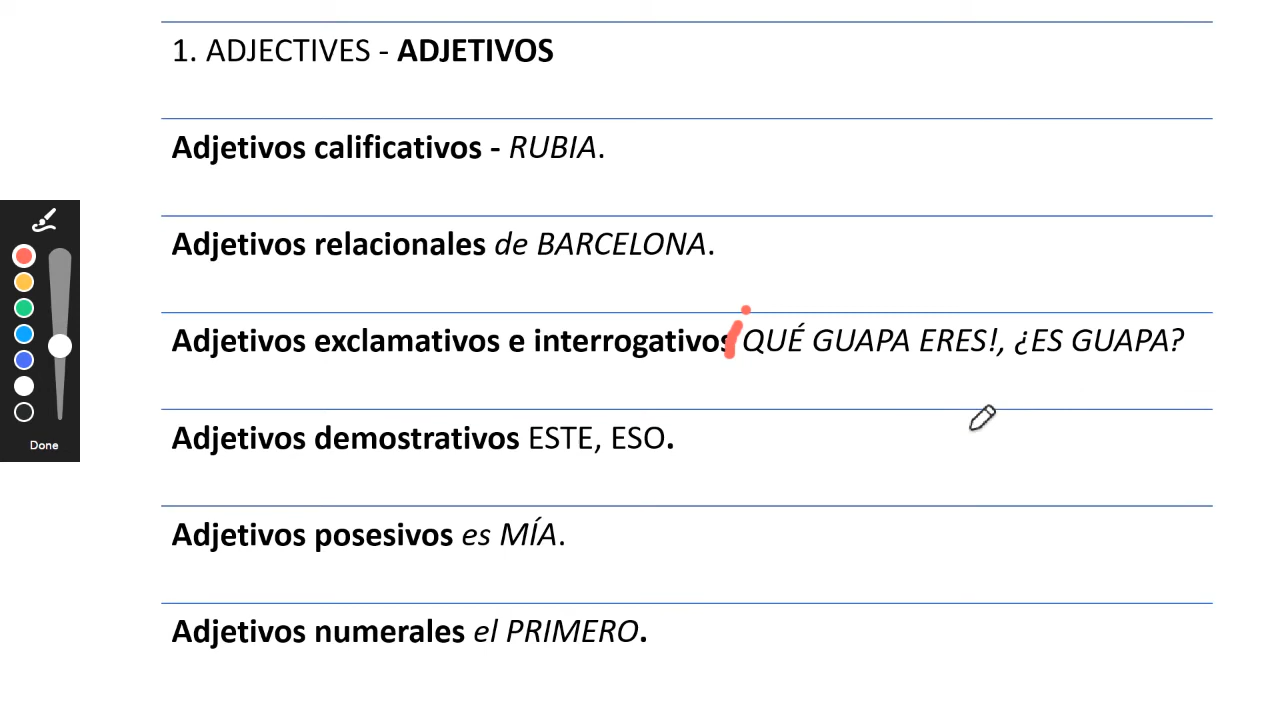 1. ADJECTIVES - ADJETIVOS
Adjetivos calificativos - RUBIA.
Adjetivos relacionales de BARCELONA.
Adjetivos exclamativos e interrogativos ¡QUÉ GUAPA ERES!, ¿ES GUAPA?
Adjetivos demostrativos ESTE, ESO.
Adjetivos posesivos es MÍA.
Adjetivos numerales el PRIMERO.
Done